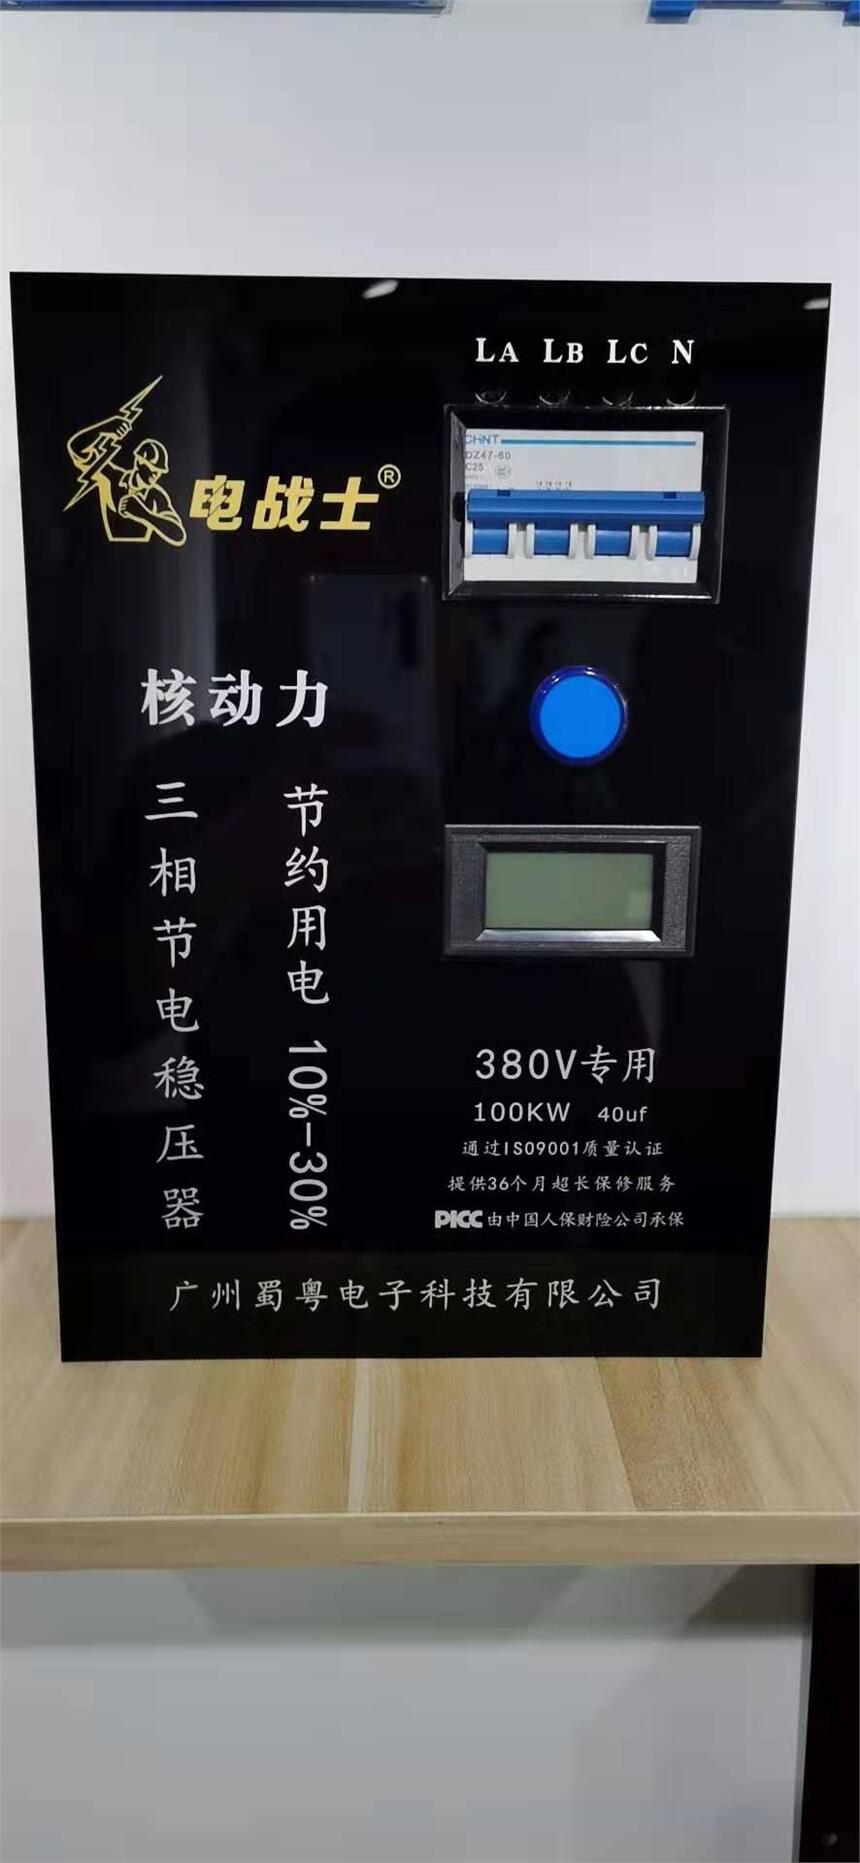 LA LB LC N
CHNT
DZ47-60
C25
电战士®
核动力
三相节电稳压器
节约用电 10%-30%
380V专用
100KW 40uf
通过ISO9001质量认证
提供36个月超长保修服务
PICC由中国人保财险公司承保
广州蜀粤电子科技有限公司